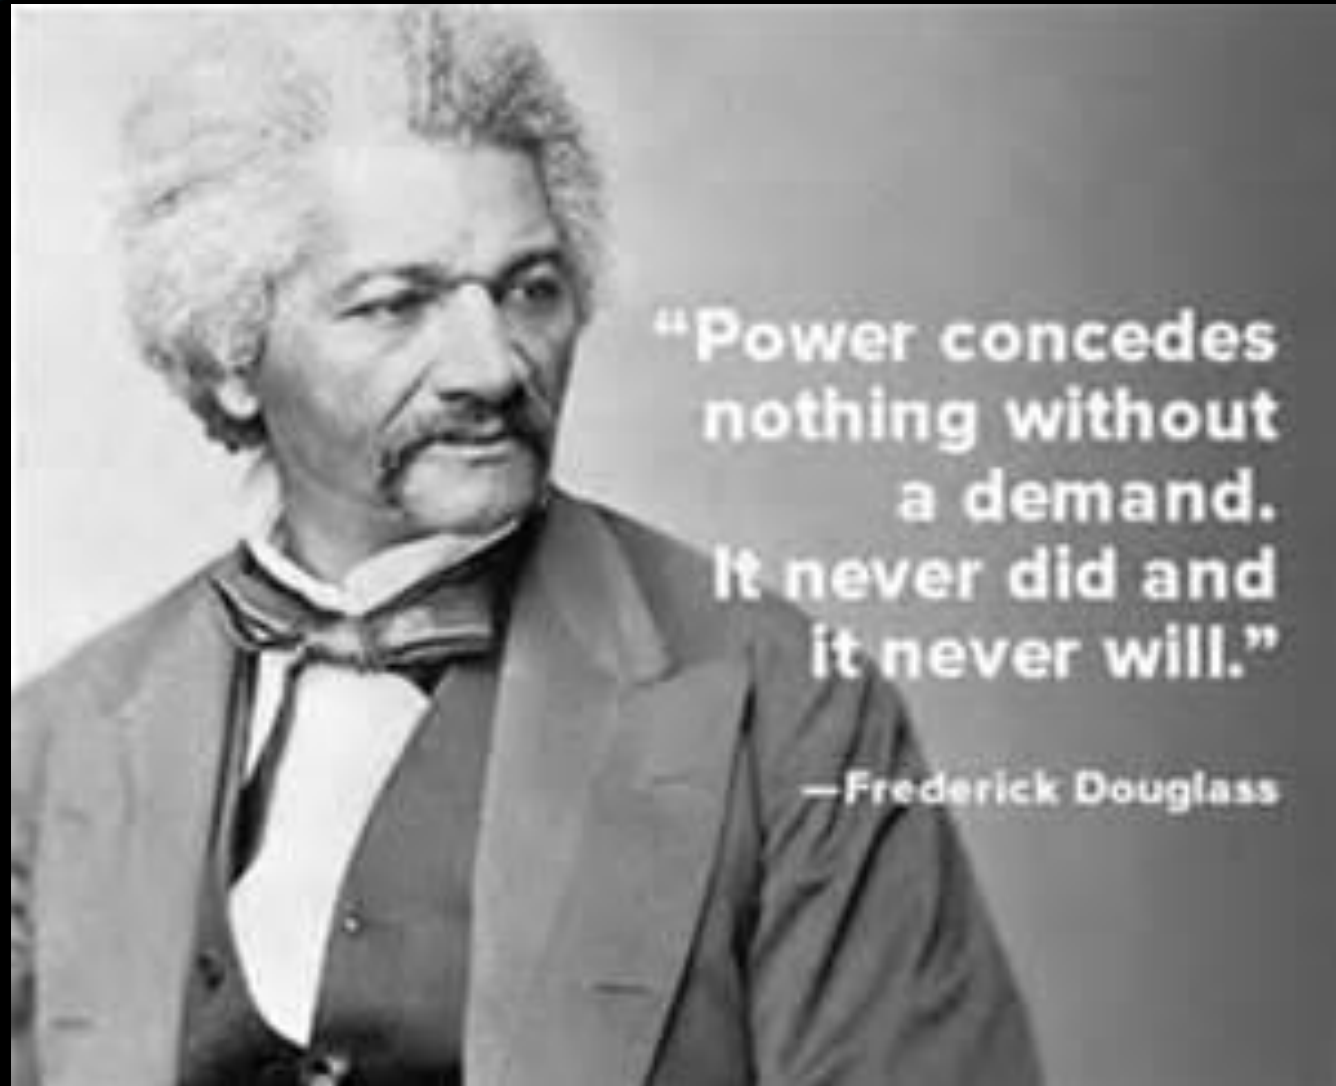 “Power concedes
nothing without
a demand.
It never did and
it never will.”
—Frederick Douglass